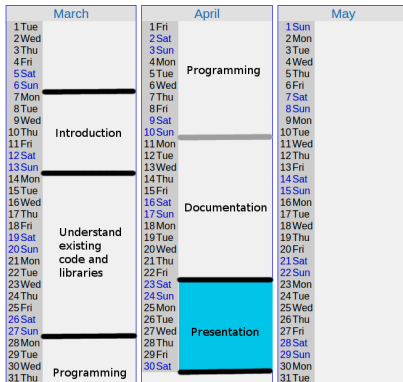 March
1 Tue
2 Wed
3 Thu
4 Fri
5 Sat
6 Sun
7 Mon
8 Tue
9 Wed
10 Thu
11 Fri
12 Sat
13 Sun
14 Mon
15 Tue
16 Wed
17 Thu
18 Fri
19 Sat
20 Sun
21 Mon
22 Tue
23 Wed
24 Thu
25 Fri
26 Sat
27 Sun
28 Mon
29 Tue
30 Wed
31 Thu
Introduction
Understand
existing
code and
libraries
Programming
April
1 Fri
2 Sat
3 Sun
4 Mon
5 Tue
6 Wed
7 Thu
8 Fri
9 Sat
10 Sun
11 Mon
12 Tue
13 Wed
14 Thu
15 Fri
16 Sat
17 Sun
18 Mon
19 Tue
20 Wed
21 Thu
22 Fri
23 Sat
24 Sun
25 Mon
26 Tue
27 Wed
28 Thu
29 Fri
30 Sat
Programming
Documentation
Presentation
May
1 Sun
2 Mon
3 Tue
4 Wed
5 Thu
6 Fri
7 Sat
8 Sun
9 Mon
10 Tue
11 Wed
12 Thu
13 Fri
14 Sat
15 Sun
16 Mon
17 Tue
18 Wed
19 Thu
20 Fri
21 Sat
22 Sun
23 Mon
24 Tue
25 Wed
26 Thu
27 Fri
28 Sat
29 Sun
30 Mon
31 Tue